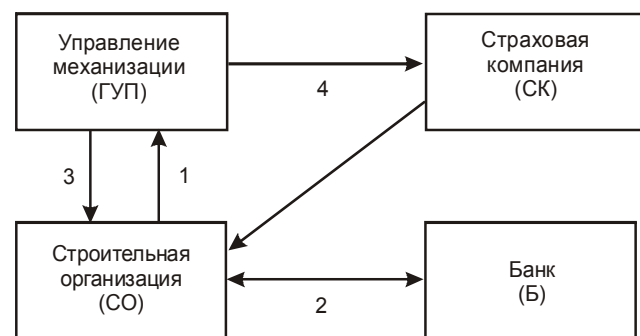 Управление
механизации
(ГУП)
4
Страховая
компания
(СК)
3
1
Строительная
организация
(СО)
2
Банк
(Б)